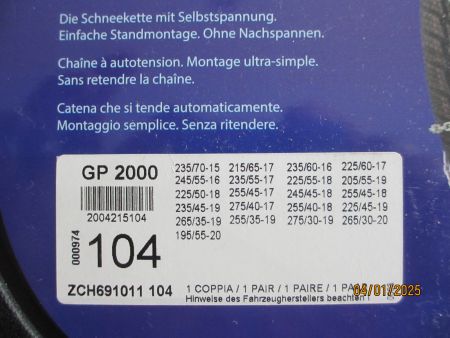 Die Schneekette mit Selbstspannung.
Einfache Standmontage. Ohne Nachspannen.
Chaîne à autotension. Montage ultra-simple.
Sans retendre la chaîne.
Catena che si tende automaticamente.
Montaggio semplice. Senza ritendere.
GP 2000
2004215104
000974
104
ZCH691011 104
235/70-15 215/65-17 235/60-16 225/60-17
245/55-16 235/55-17 225/55-18 205/55-19
225/50-18 255/45-17 245/45-18 255/45-18
235/45-19 275/40-17 255/40-18 225/45-19
265/35-19 255/35-19 275/30-19 265/30-20
195/55-20
1 COPPIA / 1 PAIR / 1 PAIRE / 1 PAAR
Hinweise des Fahrzeugherstellers beachten !
09/01/2025